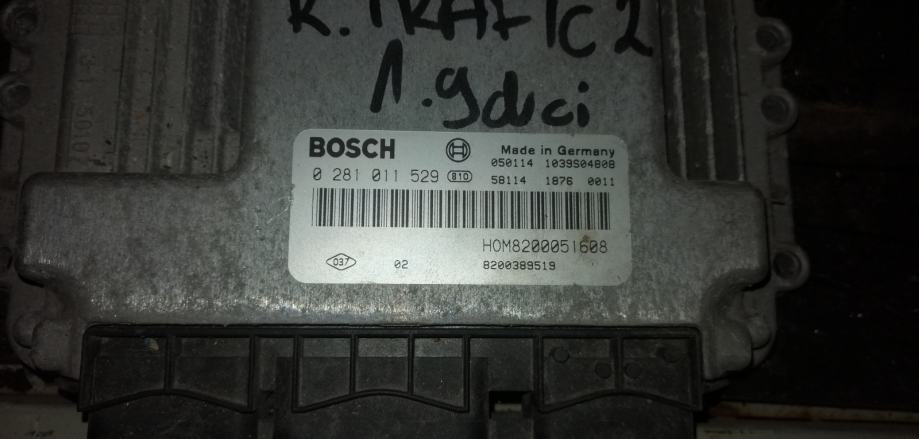 R. TRAFIC 2
1.9dci
BOSCH
Made in Germany
050114 1039S04808
0 281 011 529 810
58114 1876 0011
HOM8200051608
037 02 8200389519